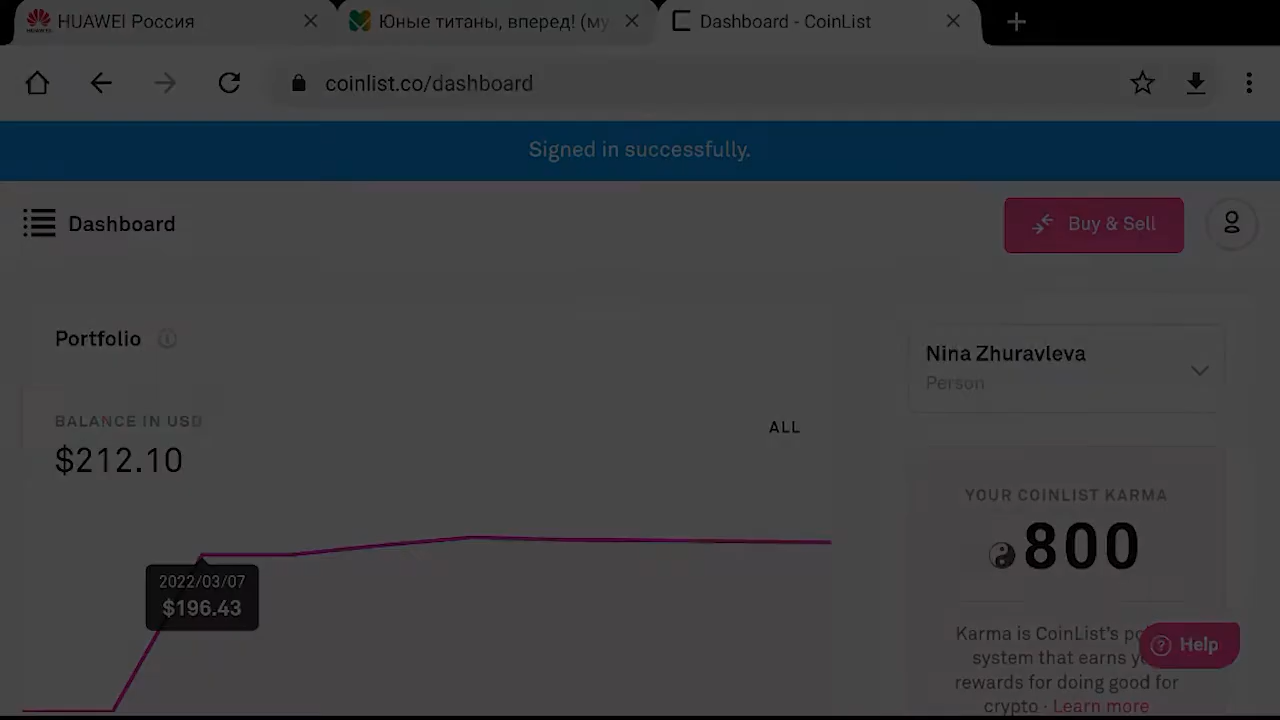 HUAWEI Россия
Юные титаны, вперед! (му
Dashboard - CoinList
coinlist.co/dashboard
Signed in successfully.
Dashboard
Buy & Sell
Portfolio
Nina Zhuravleva
Person
BALANCE IN USD
ALL
$212.10
YOUR COINLIST KARMA
800
2022/03/07
$196.43
Karma is CoinList's po
system that earns y
rewards for doing good for
crypto · Learn more
Help